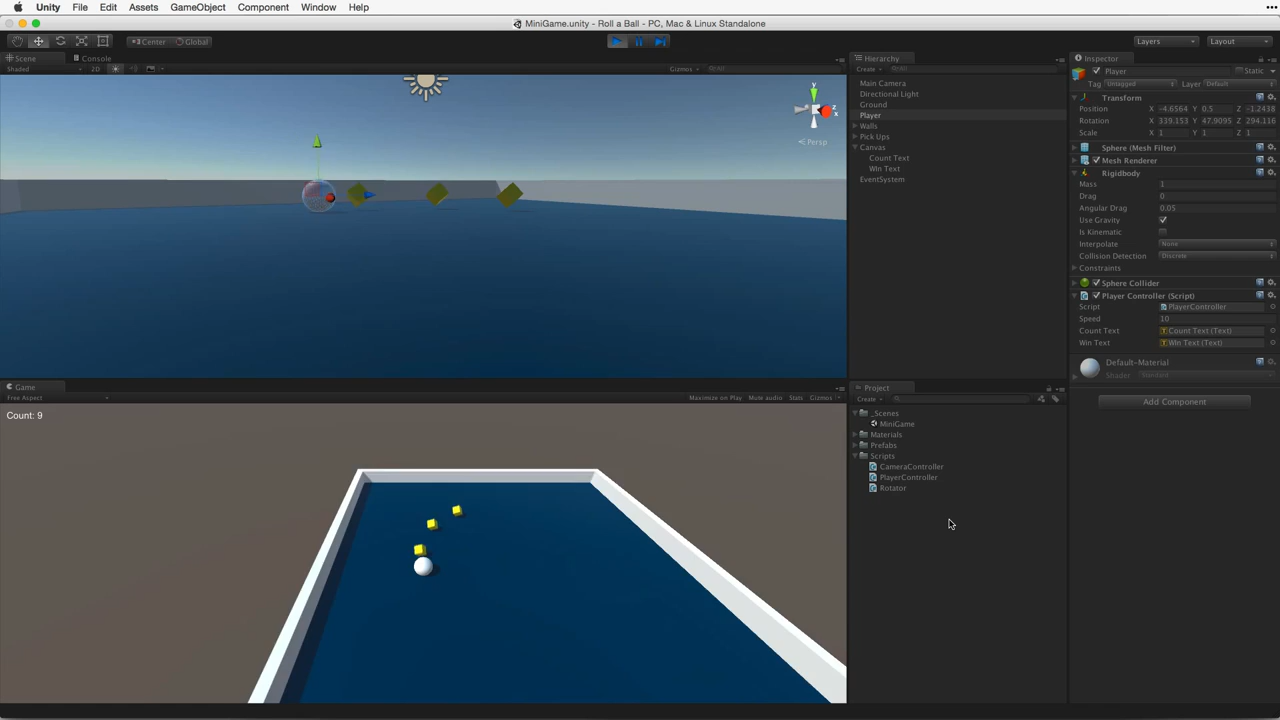 Unity File Edit Assets GameObject Component Window Help
MiniGame.unity - Roll a Ball - PC, Mac & Linux Standalone
Center Global Layers Layout
Scene Console
Shaded 2D Gizmos All
y
z
x
Persp
Hierarchy
Create All
Main Camera
Directional Light
Ground
Player
Walls
Pick Ups
Canvas
Count Text
Win Text
EventSystem
Inspector
Player Static
Tag Untagged Layer Default
Transform
Position X -4.6564 Y 0.5 Z -1.2438
Rotation X 339.153 Y 47.9095 Z 294.116
Scale X 1 Y 1 Z 1
Sphere (Mesh Filter)
Mesh Renderer
Rigidbody
Mass 1
Drag 0
Angular Drag 0.05
Use Gravity
Is Kinematic
Interpolate None
Collision Detection Discrete
Constraints
Sphere Collider
Player Controller (Script)
Script PlayerController
Speed 10
Count Text Count Text (Text)
Win Text Win Text (Text)
Default-Material
Shader Standard
Add Component
Game
Free Aspect Maximize on Play Mute audio Stats Gizmos
Count: 9
Project
Create
_Scenes
MiniGame
Materials
Prefabs
Scripts
CameraController
PlayerController
Rotator